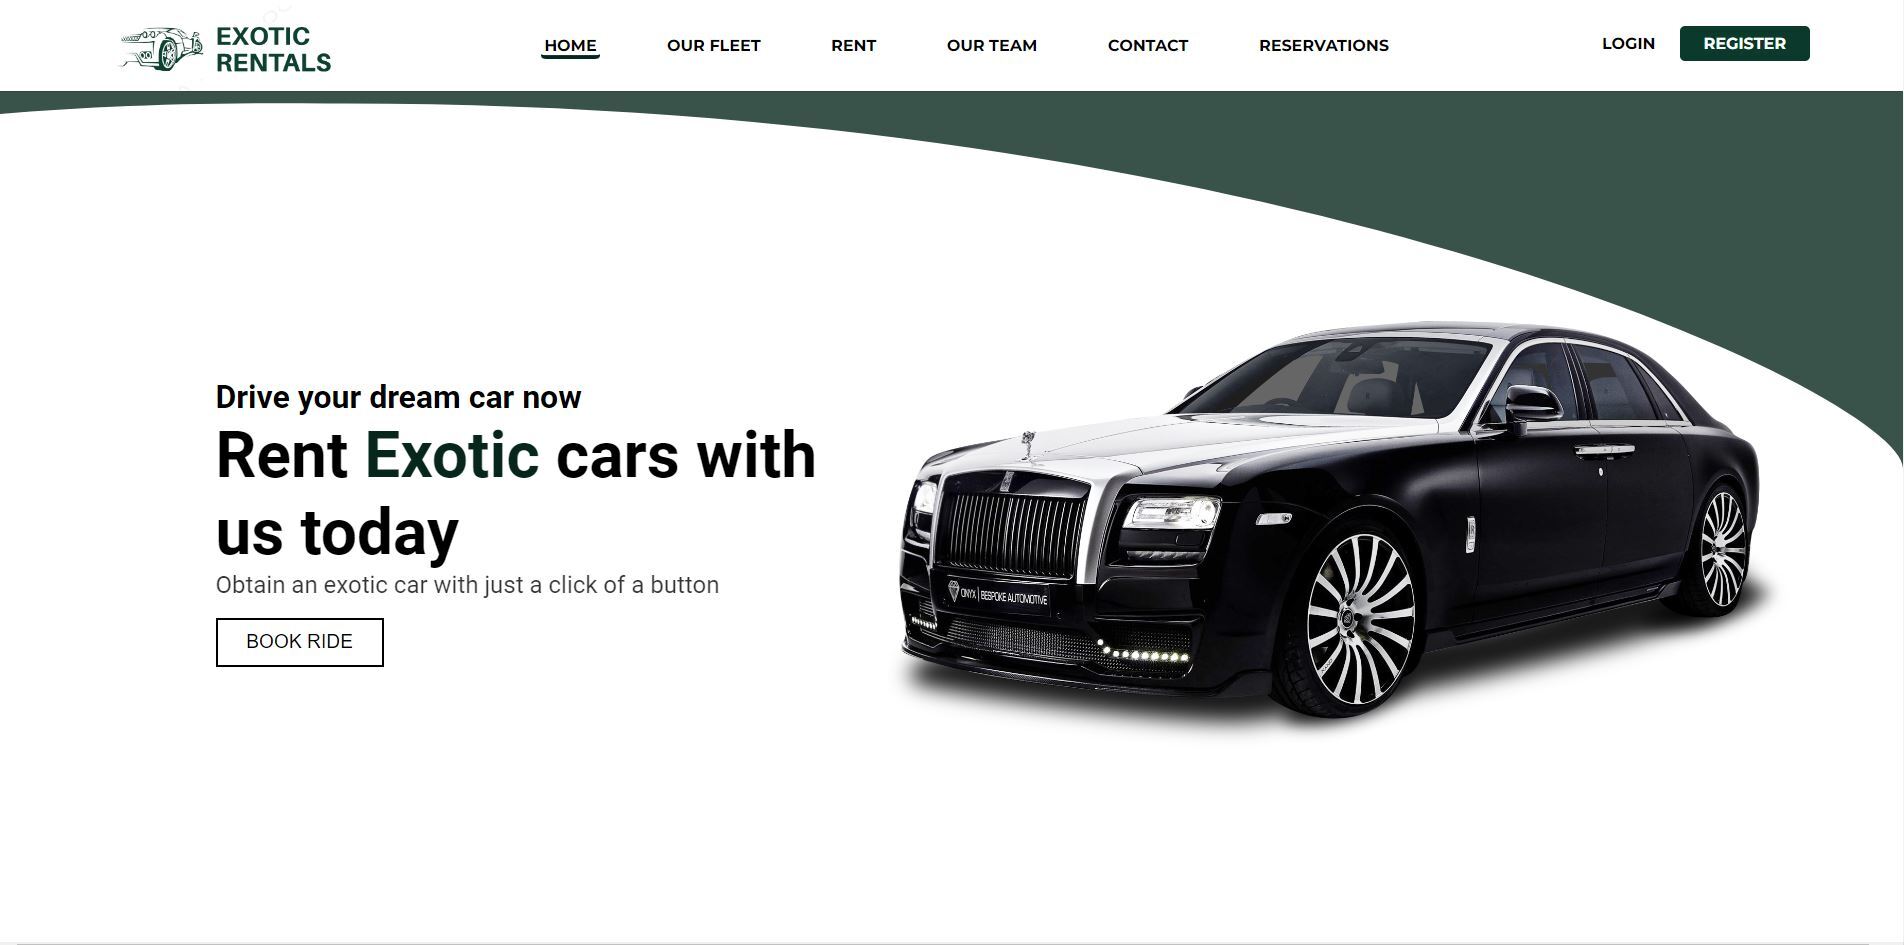 EXOTIC
RENTALS
HOME
OUR FLEET
RENT
OUR TEAM
CONTACT
RESERVATIONS
LOGIN
REGISTER
Drive your dream car now
Rent Exotic cars with
us today
Obtain an exotic car with just a click of a button
BOOK RIDE
ONYX | BESPOKE AUTOMOTIVE